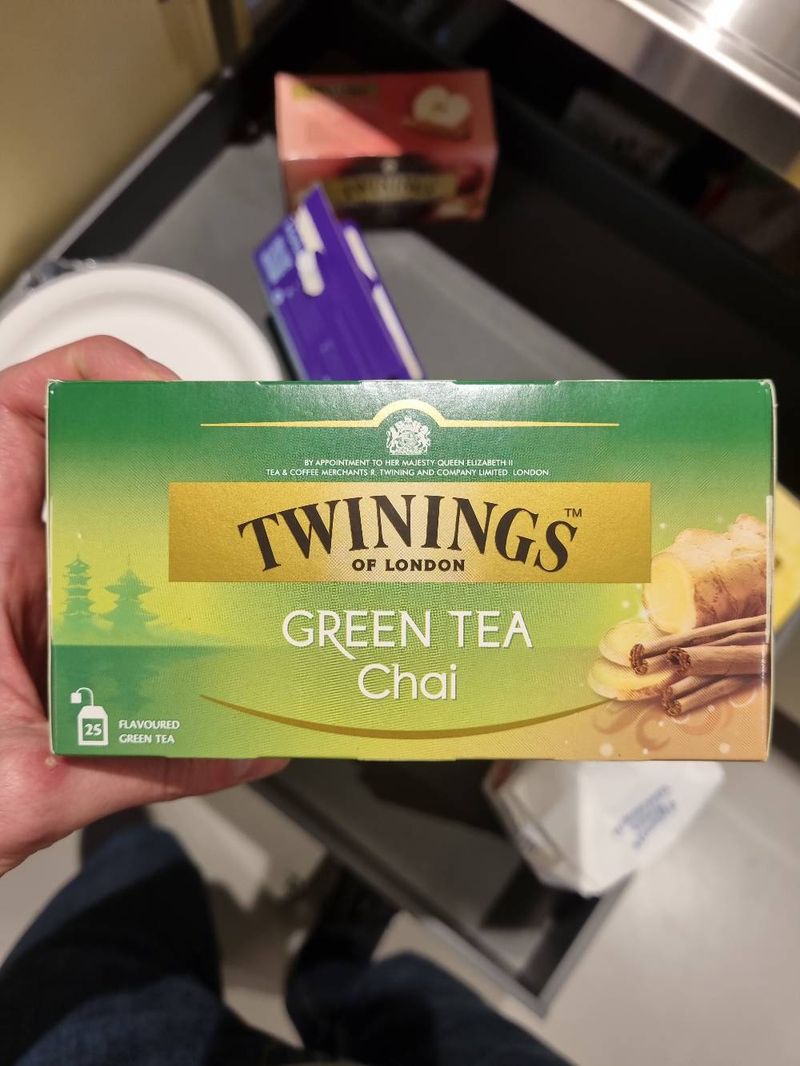 BY APPOINTMENT TO HER MAJESTY QUEEN ELIZABETH II
TEA & COFFEE MERCHANTS R. TWINING AND COMPANY LIMITED. LONDON
TWININGS™
OF LONDON
GREEN TEA
Chai
25
FLAVOURED
GREEN TEA